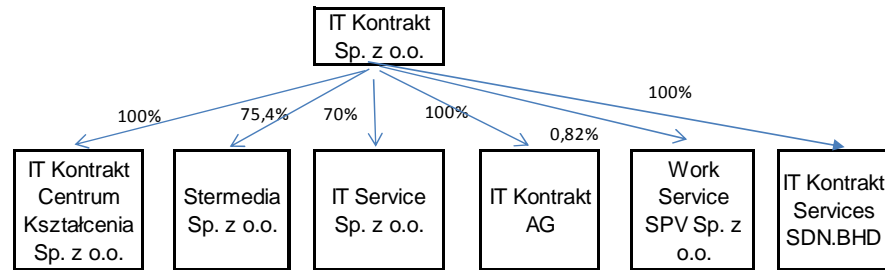 IT Kontrakt
Sp. z o.o.
100%
75,4%
70%
100%
0,82%
100%
IT Kontrakt
Centrum
Kształcenia
Sp. z o.o.
Stermedia
Sp. z o.o.
IT Service
Sp. z o.o.
IT Kontrakt
AG
Work
Service
SPV Sp. z
o.o.
IT Kontrakt
Services
SDN.BHD